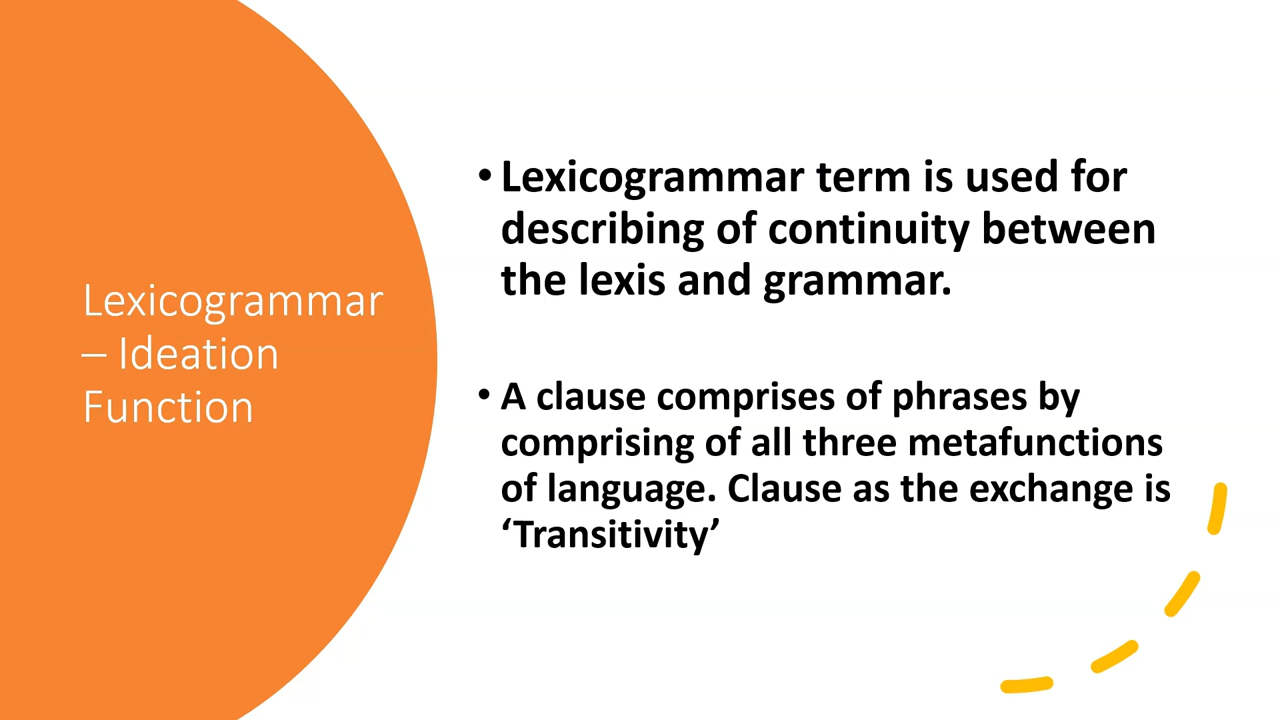 Lexicogrammar
– Ideation
Function
• Lexicogrammar term is used for
describing of continuity between
the lexis and grammar.
• A clause comprises of phrases by
comprising of all three metafunctions
of language. Clause as the exchange is
‘Transitivity’